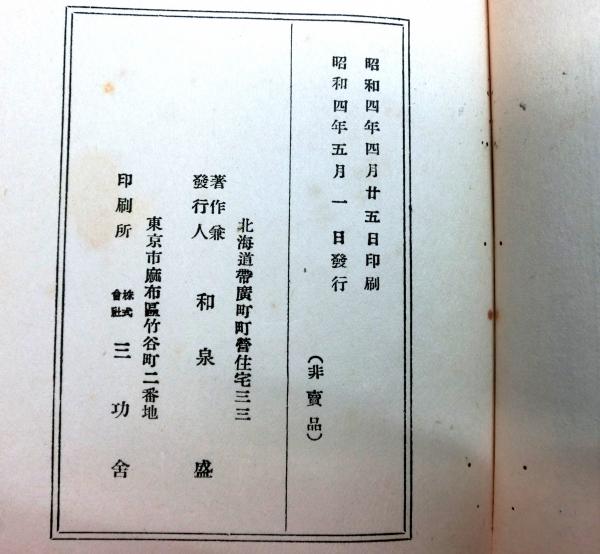 昭和四年四月廿五日印刷
昭和四年五月一日發行
(非賣品)
北海道帶廣町町營住宅三三
著作兼
發行人 和泉盛
東京市麻布區竹谷町二番地
印刷所 株式會社 三功舍